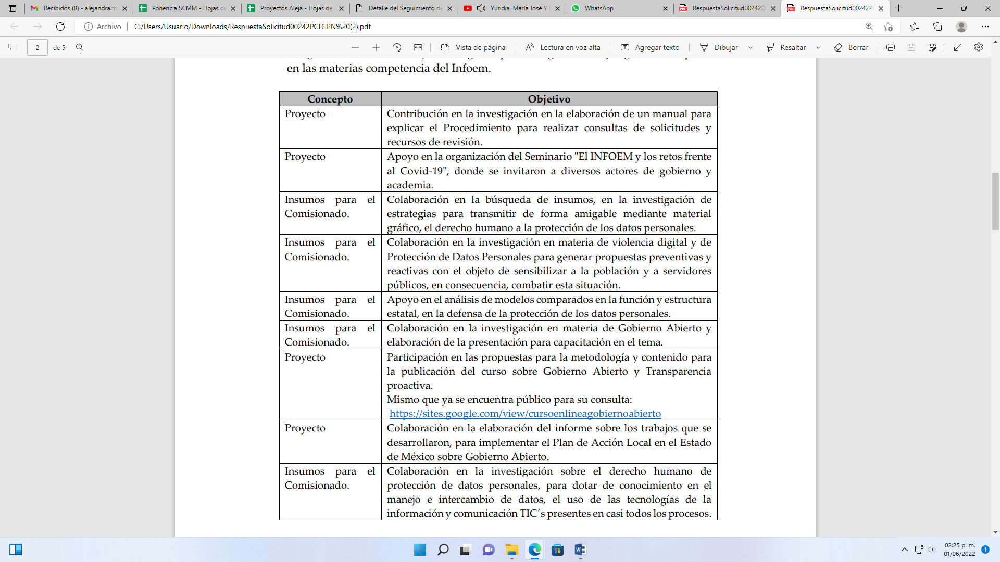 Recibidos (8) - alejandra.m
Ponencia SCMM - Hojas de
Proyectos Aleja - Hojas de
Detalle del Seguimiento de
Yuridia, María José Y
WhatsApp
RespuestaSolicitud00242D
RespuestaSolicitud00242P
Archivo
C:/Users/Usuario/Downloads/RespuestaSolicitud00242PCLGPN%20(2).pdf
2 de 5
Vista de página
Lectura en voz alta
Agregar texto
Dibujar
Resaltar
Borrar
en las materias competencia del Infoem.
Concepto Objetivo
Proyecto
Contribución en la investigación en la elaboración de un manual para
explicar el Procedimiento para realizar consultas de solicitudes y
recursos de revisión.
Proyecto
Apoyo en la organización del Seminario "El INFOEM y los retos frente
al Covid-19", donde se invitaron a diversos actores de gobierno y
academia.
Insumos para el
Comisionado.
Colaboración en la búsqueda de insumos, en la investigación de
estrategias para transmitir de forma amigable mediante material
gráfico, el derecho humano a la protección de los datos personales.
Insumos para el
Comisionado.
Colaboración en la investigación en materia de violencia digital y de
Protección de Datos Personales para generar propuestas preventivas y
reactivas con el objeto de sensibilizar a la población y a servidores
públicos, en consecuencia, combatir esta situación.
Insumos para el
Comisionado.
Apoyo en el análisis de modelos comparados en la función y estructura
estatal, en la defensa de la protección de los datos personales.
Insumos para el
Comisionado.
Colaboración en la investigación en materia de Gobierno Abierto y
elaboración de la presentación para capacitación en el tema.
Proyecto
Participación en las propuestas para la metodología y contenido para
la publicación del curso sobre Gobierno Abierto y Transparencia
proactiva.
Mismo que ya se encuentra público para su consulta:
https://sites.google.com/view/cursoenlineagobiernoabierto
Proyecto
Colaboración en la elaboración del informe sobre los trabajos que se
desarrollaron, para implementar el Plan de Acción Local en el Estado
de México sobre Gobierno Abierto.
Insumos para el
Comisionado.
Colaboración en la investigación sobre el derecho humano de
protección de datos personales, para dotar de conocimiento en el
manejo e intercambio de datos, el uso de las tecnologías de la
información y comunicación TIC´s presentes en casi todos los procesos.
02:25 p. m.
01/06/2022
1